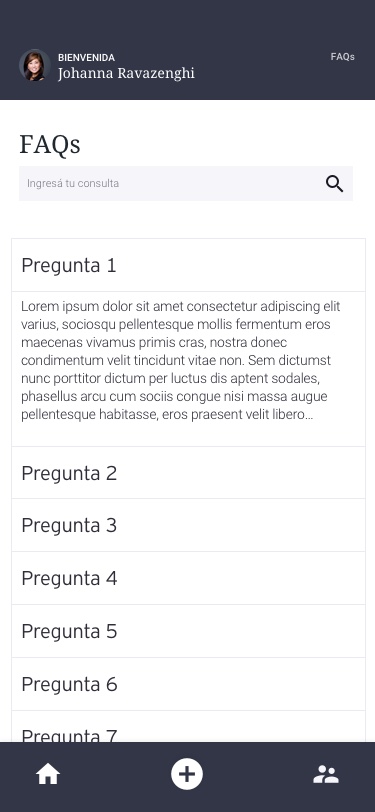 BIENVENIDA
Johanna Ravazenghi
FAQs
FAQs
Ingresá tu consulta
Pregunta 1
Lorem ipsum dolor sit amet consectetur adipiscing elit
varius, sociosqu pellentesque mollis fermentum eros
maecenas vivamus primis cras, nostra donec
condimentum velit tincidunt vitae non. Sem dictumst
nunc porttitor dictum per luctus dis aptent sodales,
phasellus arcu cum sociis congue nisi massa augue
pellentesque habitasse, eros praesent velit libero…
Pregunta 2
Pregunta 3
Pregunta 4
Pregunta 5
Pregunta 6
Pregunta 7